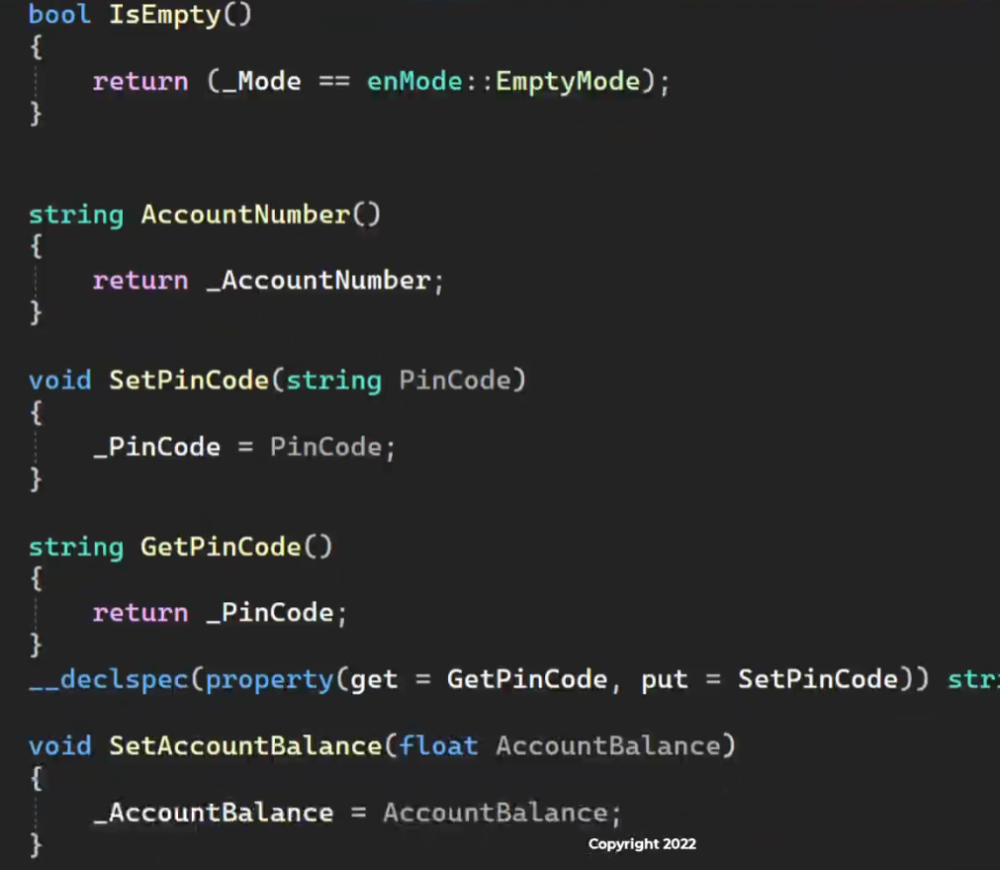 bool IsEmpty()
{
    return (_Mode == enMode::EmptyMode);
}
string AccountNumber()
{
    return _AccountNumber;
}
void SetPinCode(string PinCode)
{
    _PinCode = PinCode;
}
string GetPinCode()
{
    return _PinCode;
}
__declspec(property(get = GetPinCode, put = SetPinCode))
void SetAccountBalance(float AccountBalance)
{
    _AccountBalance = AccountBalance;
}
Copyright 2022